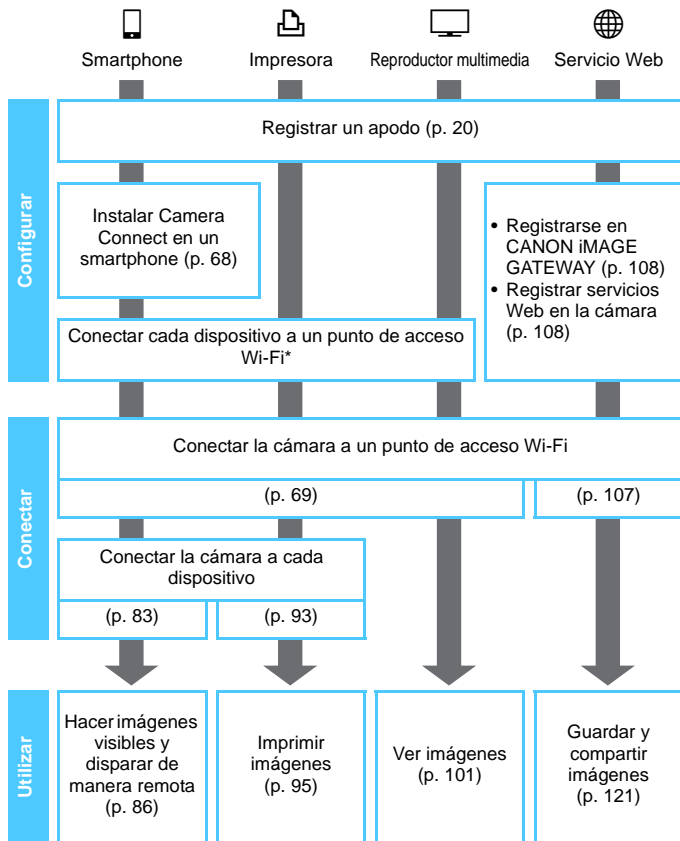 Smartphone
Impresora
Reproductor multimedia
Servicio Web
Configurar
Registrar un apodo (p. 20)
Instalar Camera
Connect en un
smartphone (p. 68)
• Registrarse en
CANON iMAGE
GATEWAY (p. 108)
• Registrar servicios
Web en la cámara
(p. 108)
Conectar cada dispositivo a un punto de acceso
Wi-Fi*
Conectar
Conectar la cámara a un punto de acceso Wi-Fi
(p. 69)
(p. 107)
Conectar la cámara a cada
dispositivo
(p. 83)
(p. 93)
Utilizar
Hacer imágenes
visibles y
disparar de
manera remota
(p. 86)
Imprimir
imágenes
(p. 95)
Ver imágenes
(p. 101)
Guardar y
compartir
imágenes
(p. 121)